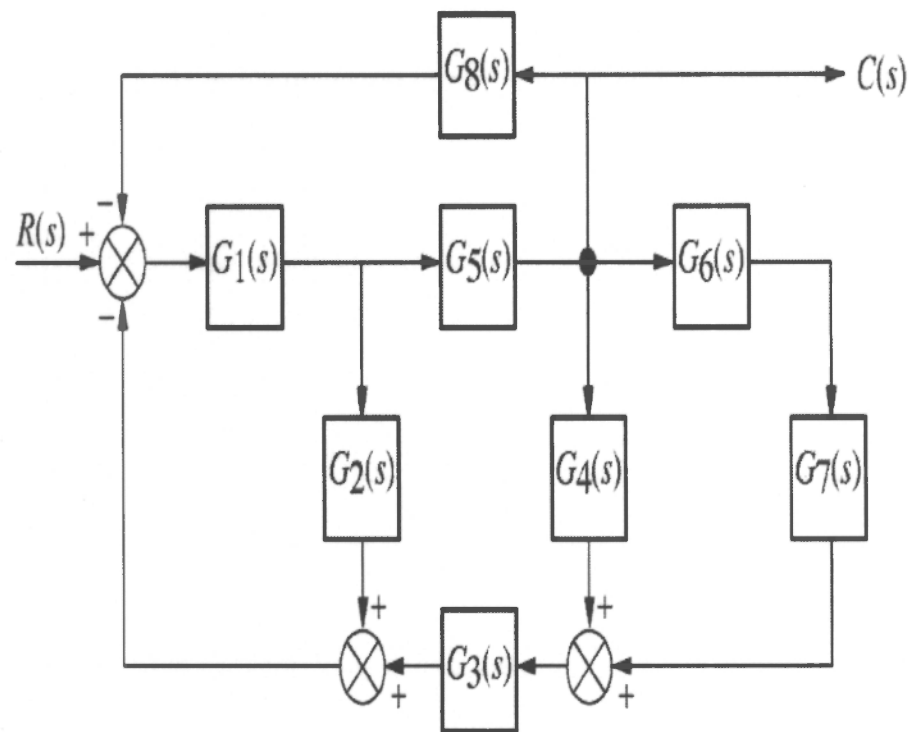 G8(s)
C(s)
R(s)
+
-
-
G1(s)
G5(s)
G6(s)
G2(s)
G4(s)
G7(s)
+
+
G3(s)
+
+